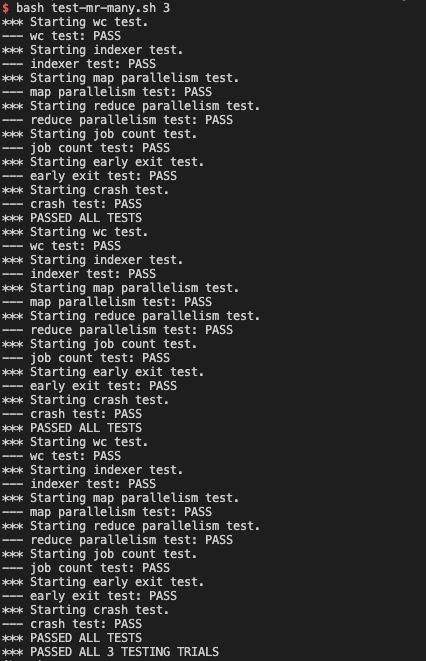 $ bash test-mr-many.sh 3
*** Starting wc test.
--- wc test: PASS
*** Starting indexer test.
--- indexer test: PASS
*** Starting map parallelism test.
--- map parallelism test: PASS
*** Starting reduce parallelism test.
--- reduce parallelism test: PASS
*** Starting job count test.
--- job count test: PASS
*** Starting early exit test.
--- early exit test: PASS
*** Starting crash test.
--- crash test: PASS
*** PASSED ALL TESTS
*** Starting wc test.
--- wc test: PASS
*** Starting indexer test.
--- indexer test: PASS
*** Starting map parallelism test.
--- map parallelism test: PASS
*** Starting reduce parallelism test.
--- reduce parallelism test: PASS
*** Starting job count test.
--- job count test: PASS
*** Starting early exit test.
--- early exit test: PASS
*** Starting crash test.
--- crash test: PASS
*** PASSED ALL TESTS
*** Starting wc test.
--- wc test: PASS
*** Starting indexer test.
--- indexer test: PASS
*** Starting map parallelism test.
--- map parallelism test: PASS
*** Starting reduce parallelism test.
--- reduce parallelism test: PASS
*** Starting job count test.
--- job count test: PASS
*** Starting early exit test.
--- early exit test: PASS
*** Starting crash test.
--- crash test: PASS
*** PASSED ALL TESTS
*** PASSED ALL 3 TESTING TRIALS